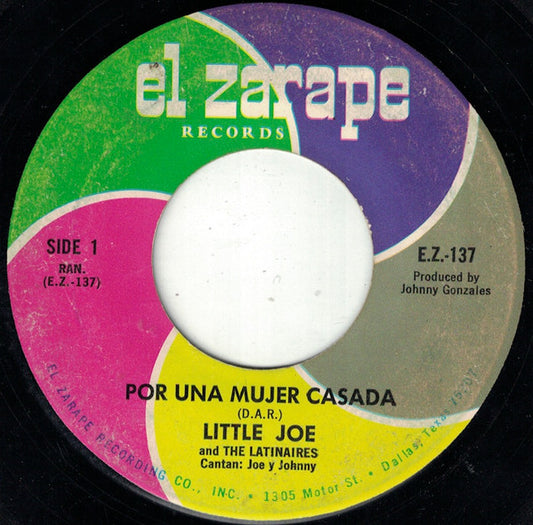 el zarape
RECORDS
SIDE 1
RAN.
(E.Z.-137)
E.Z.-137
Produced by
Johnny Gonzales
POR UNA MUJER CASADA
(D.A.R.)
LITTLE JOE
and THE LATINAIRES
Cantan: Joe y Johnny
EL ZARAPE RECORDING CO., INC. • 1305 Motor St. • Dallas, Texas 75207